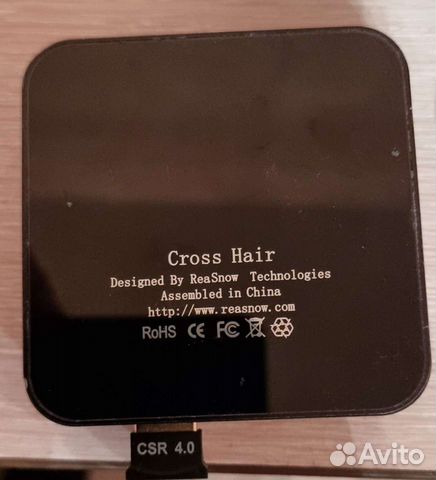 Cross Hair
Designed By ReaSnow Technologies
Assembled in China
http://www.reasnow.com
RoHS CE FC
CSR 4.0
Avito